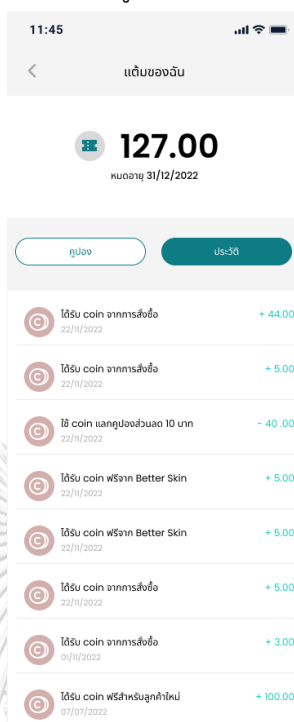 11:45
แต้มของฉัน
127.00
หมดอายุ 31/12/2022
คูปอง
ประวัติ
ได้รับ coin จากการสั่งซื้อ
+ 44.00
22/11/2022
ได้รับ coin จากการสั่งซื้อ
+ 5.00
22/11/2022
ใช้ coin แลกคูปองส่วนลด 10 บาท
- 40 .00
22/11/2022
ได้รับ coin ฟรีจาก Better Skin
+ 5.00
22/11/2022
ได้รับ coin ฟรีจาก Better Skin
+ 5.00
22/11/2022
ได้รับ coin จากการสั่งซื้อ
+ 5.00
22/11/2022
ได้รับ coin จากการสั่งซื้อ
+ 3.00
01/11/2022
ได้รับ coin ฟรีสำหรับลูกค้าใหม่
+ 100.00
07/07/2022